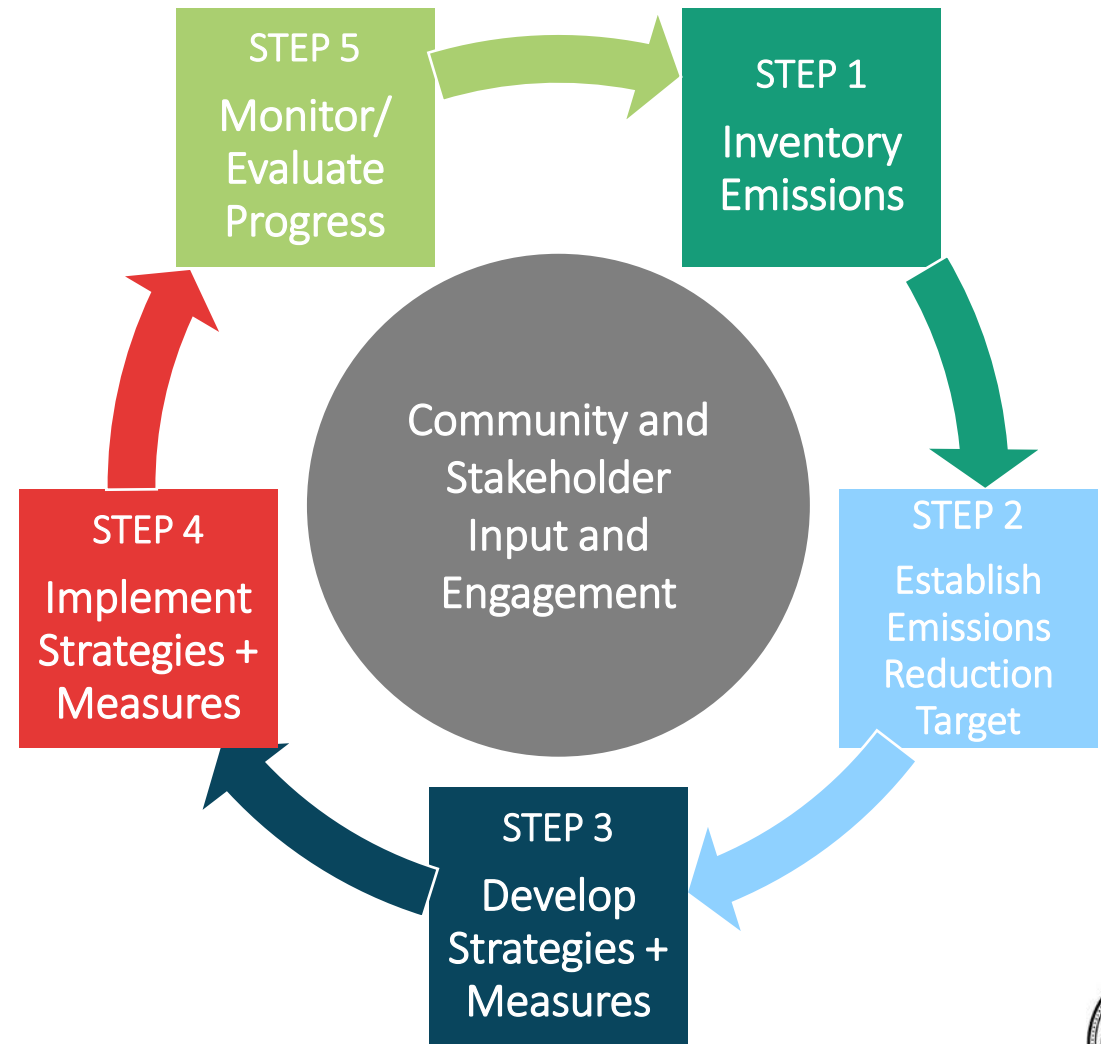 STEP 5
Monitor/
Evaluate
Progress
STEP 1
Inventory
Emissions
Community and
Stakeholder
Input and
Engagement
STEP 4
Implement
Strategies +
Measures
STEP 2
Establish
Emissions
Reduction
Target
STEP 3
Develop
Strategies +
Measures